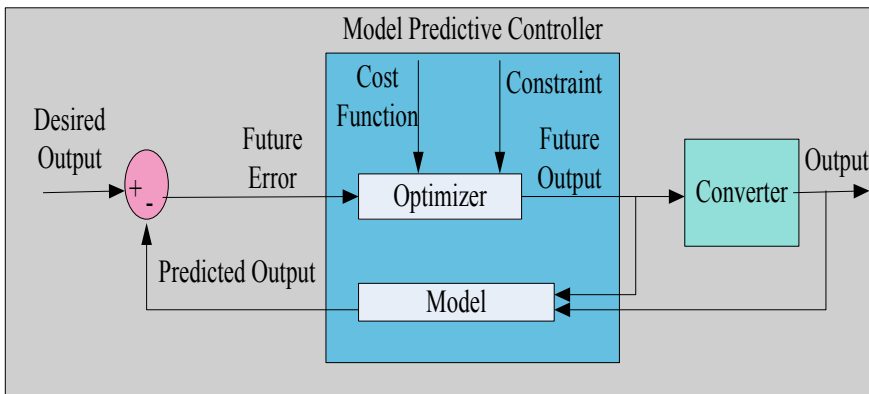 Model Predictive Controller
Cost
Function
Constraint
Desired
Output
Future
Error
Future
Output
Output
+
-
Optimizer
Converter
Predicted Output
Model